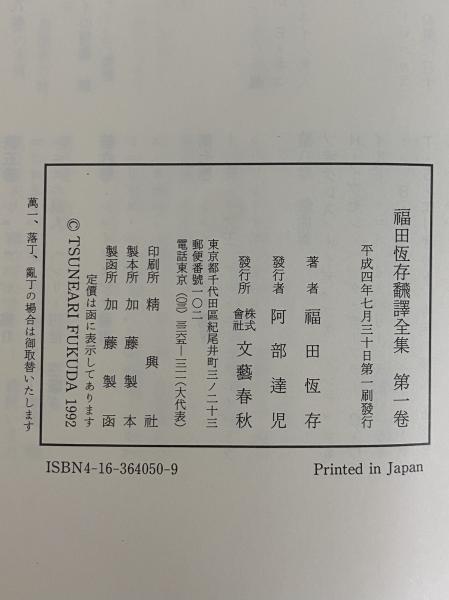 福田恆存飜譯全集　第一卷
平成四年七月三十日第一刷發行
著者　福田恆存
發行者　阿部達児
發行所　株式會社　文藝春秋
東京都千代田區紀尾井町三ノ二十三
郵便番號一〇二
電話東京（〇三）三二六五―一二一一（大代表）
印刷所　精興社
製本所　加藤製本
製函所　加藤製函
定價は函に表示してあります
© TSUNEARI FUKUDA 1992
萬一、落丁、亂丁の場合は御取替いたします
ISBN4-16-364050-9
Printed in Japan